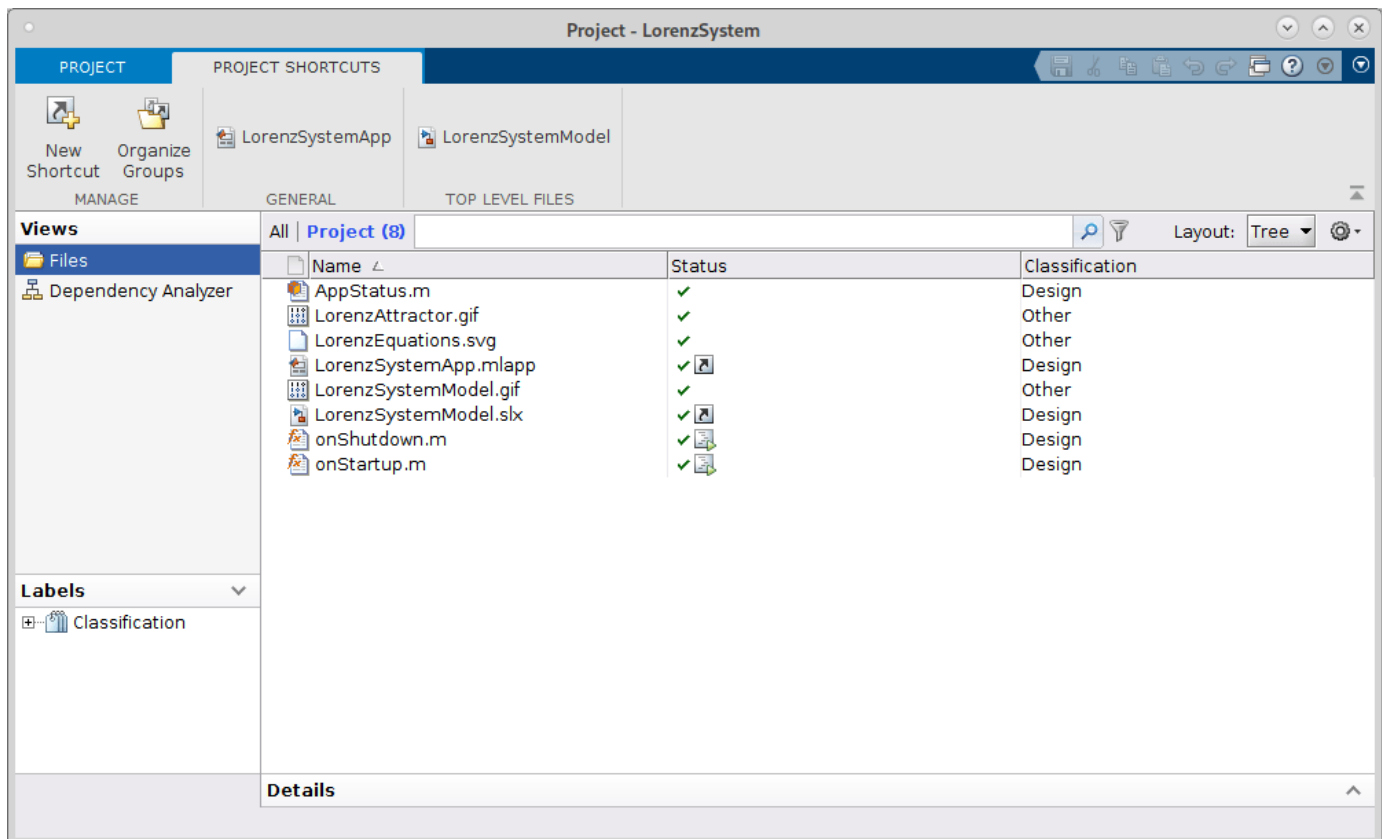 Project - LorenzSystem
PROJECT PROJECT SHORTCUTS
New Shortcut
Organize Groups
LorenzSystemApp
LorenzSystemModel
MANAGE GENERAL TOP LEVEL FILES
Views
All | Project (8) Layout: Tree
Files
Dependency Analyzer
Name Status Classification
AppStatus.m Design
LorenzAttractor.gif Other
LorenzEquations.svg Other
LorenzSystemApp.mlapp Design
LorenzSystemModel.gif Other
LorenzSystemModel.slx Design
onShutdown.m Design
onStartup.m Design
Labels
Classification
Details